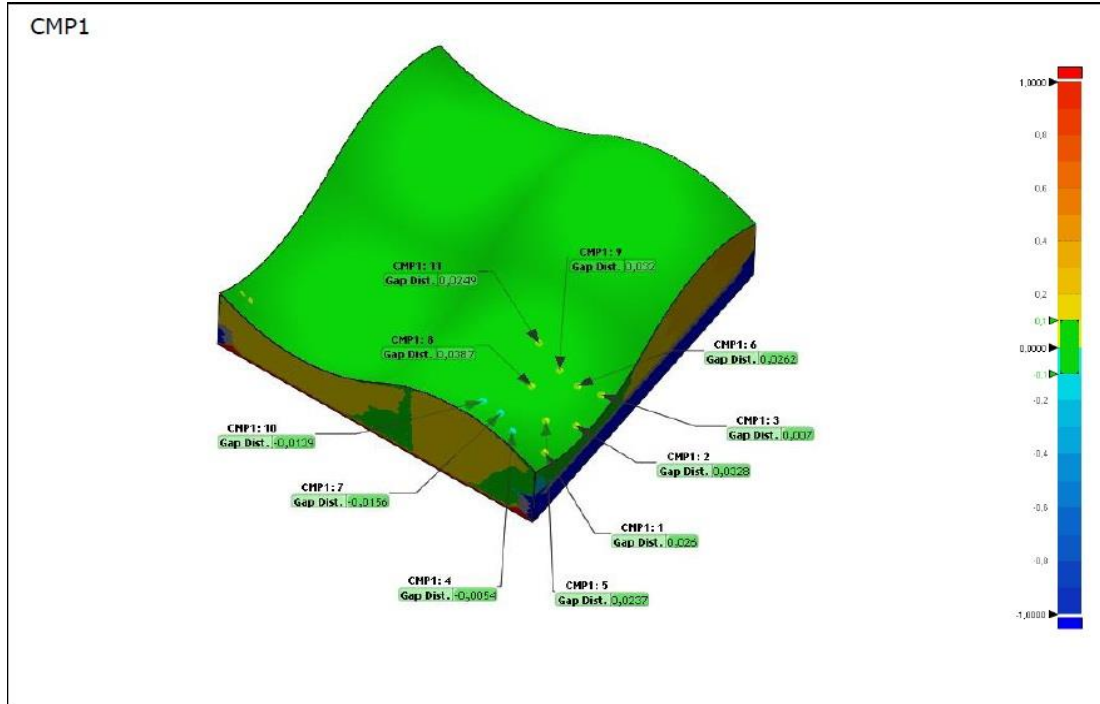 CMP1
1,0000
0,8
0,6
0,4
0,2
0,1
0,0000
-0,1
-0,2
-0,4
-0,6
-0,8
-1,0000
CMP1: 9
Gap Dist. 0,032
CMP1: 11
Gap Dist. 0,0249
CMP1: 8
Gap Dist. 0,0387
CMP1: 6
Gap Dist. 0,0262
CMP1: 3
Gap Dist. 0,007
CMP1: 10
Gap Dist. -0,0139
CMP1: 2
Gap Dist. 0,0328
CMP1: 7
Gap Dist. -0,0156
CMP1: 1
Gap Dist. 0,026
CMP1: 4
Gap Dist. -0,0054
CMP1: 5
Gap Dist. 0,0237